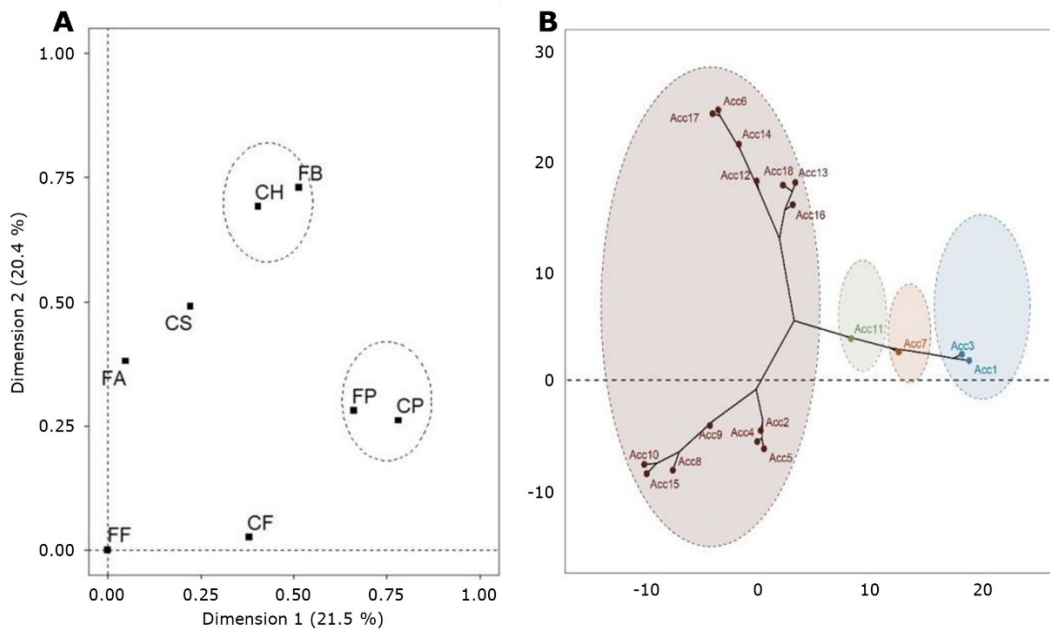 A
1.00
0.75
0.50
0.25
0.00
Dimension 2 (20.4 %)
FB
CH
CS
FA
FP
CP
CF
FF
0.00 0.25 0.50 0.75 1.00
Dimension 1 (21.5 %)
B
30
20
10
0
-10
Acc6
Acc17
Acc14
Acc12
Acc18
Acc13
Acc16
Acc11
Acc7
Acc3
Acc1
Acc2
Acc4
Acc9
Acc5
Acc10
Acc8
Acc15
-10 0 10 20